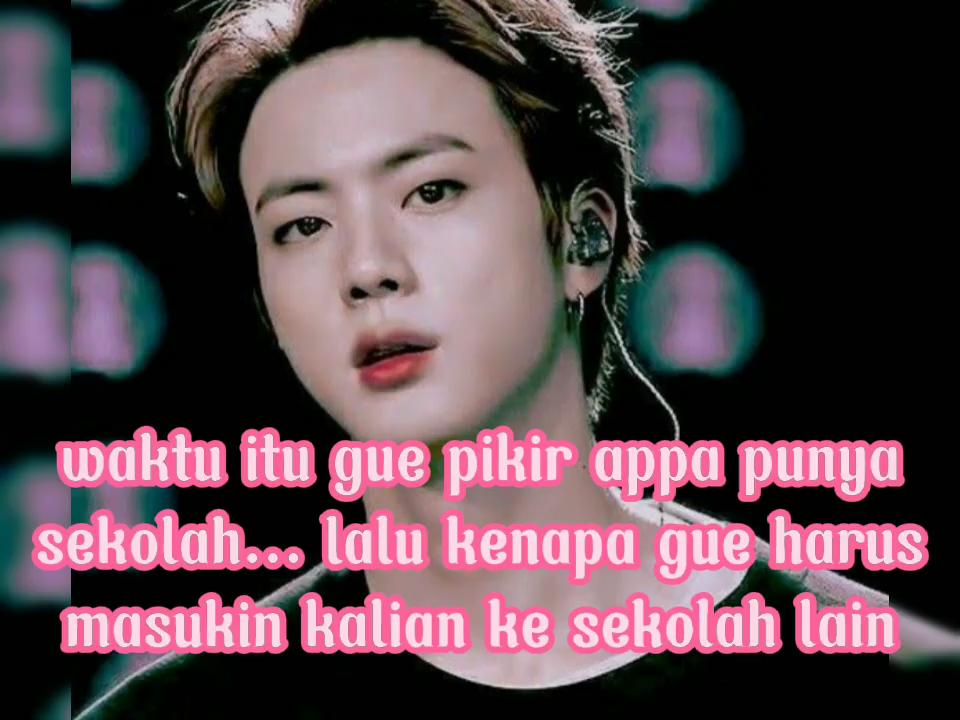 waktu itu gue pikir appa punya
sekolah... lalu kenapa gue harus
masukin kalian ke sekolah lain